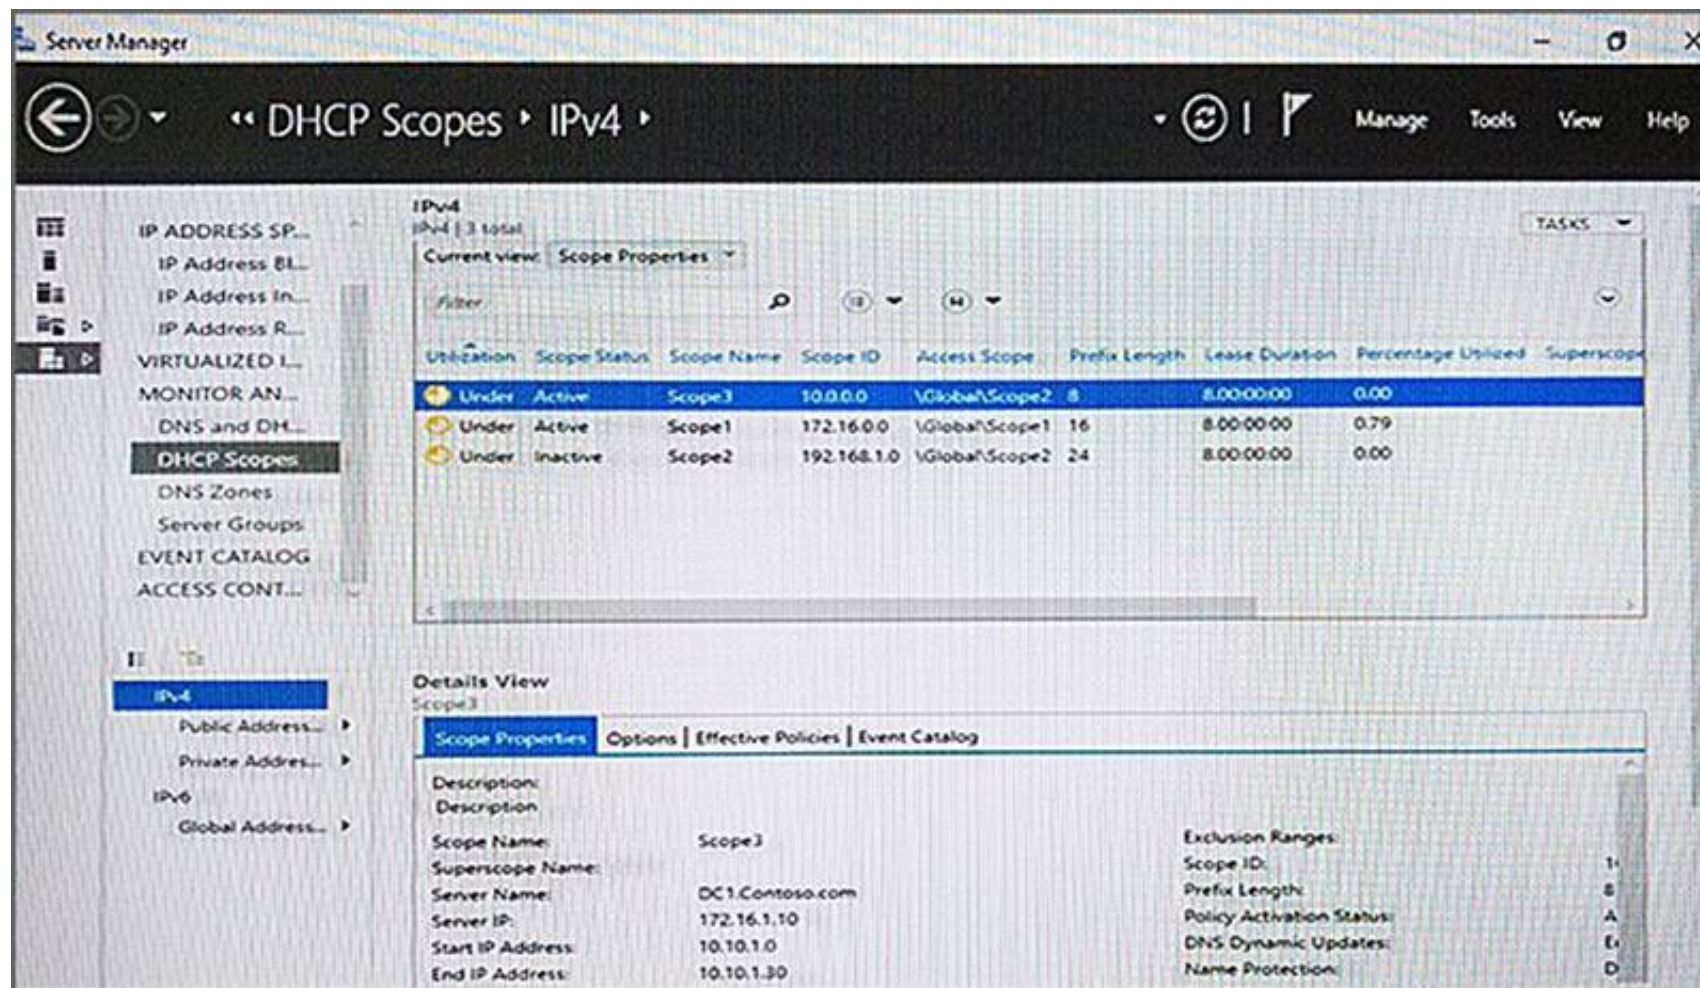 Server Manager
DHCP Scopes IPv4
Manage Tools View Help
IP ADDRESS SP...
IP Address Bl...
IP Address In...
IP Address R...
VIRTUALIZED I...
MONITOR AN...
DNS and DH...
DHCP Scopes
DNS Zones
Server Groups
EVENT CATALOG
ACCESS CONT...
IPv4
Public Address...
Private Addres...
IPv6
Global Address...
IPv4
IPv4 | 3 total
TASKS
Current view: Scope Properties
Filter
Utilization Scope Status Scope Name Scope ID Access Scope Prefix Length Lease Duration Percentage Utilized Superscope
Under Active Scope3 10.0.0.0 \Global\Scope2 8 8.00:00:00 0.00
Under Active Scope1 172.16.0.0 \Global\Scope1 16 8.00:00:00 0.79
Under Inactive Scope2 192.168.1.0 \Global\Scope2 24 8.00:00:00 0.00
Details View
Scope3
Scope Properties Options | Effective Policies | Event Catalog
Description:
Description
Scope Name: Scope3
Superscope Name:
Server Name: DC1.Contoso.com
Server IP: 172.16.1.10
Start IP Address: 10.10.1.0
End IP Address: 10.10.1.30
Exclusion Ranges:
Scope ID: 1
Prefix Length: 8
Policy Activation Status: A
DNS Dynamic Updates: E
Name Protection: D